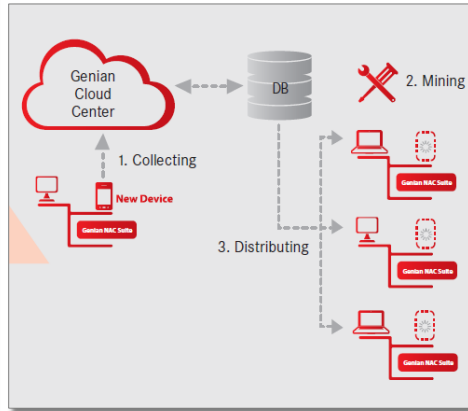 Genian
Cloud
Center
DB
2. Mining
1. Collecting
New Device
Genian NAC Suite
Genian NAC Suite
3. Distributing
Genian NAC Suite
Genian NAC Suite